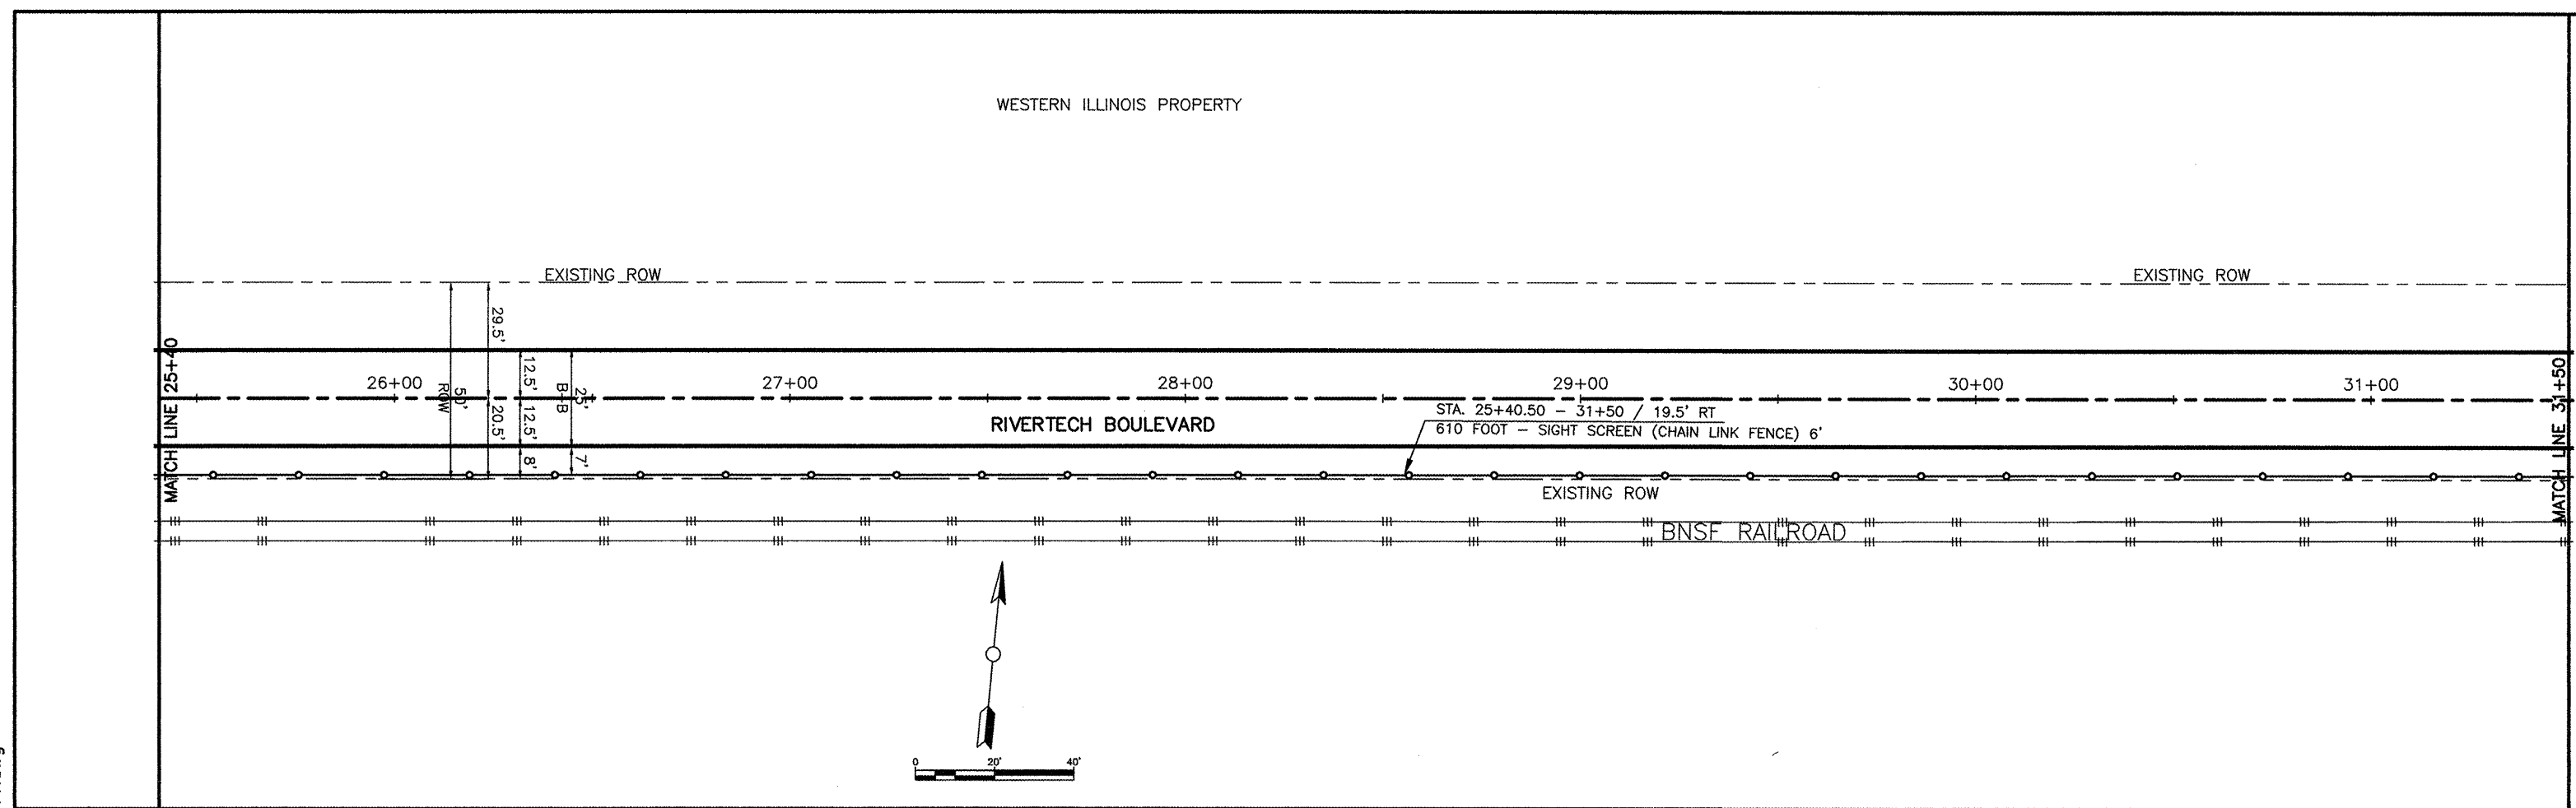 WESTERN ILLINOIS PROPERTY
EXISTING ROW
EXISTING ROW
29.5'
MATCH LINE 25+40
26+00
27+00
28+00
29+00
30+00
31+00
MATCH LINE 31+50
50'
ROW
20.5'
12.5'
12.5'
8'
25'
B-B
7'
RIVERTECH BOULEVARD
STA. 25+40.50 - 31+50 / 19.5' RT
610 FOOT - SIGHT SCREEN (CHAIN LINK FENCE) 6'
EXISTING ROW
BNSF RAILROAD
0 20' 40'